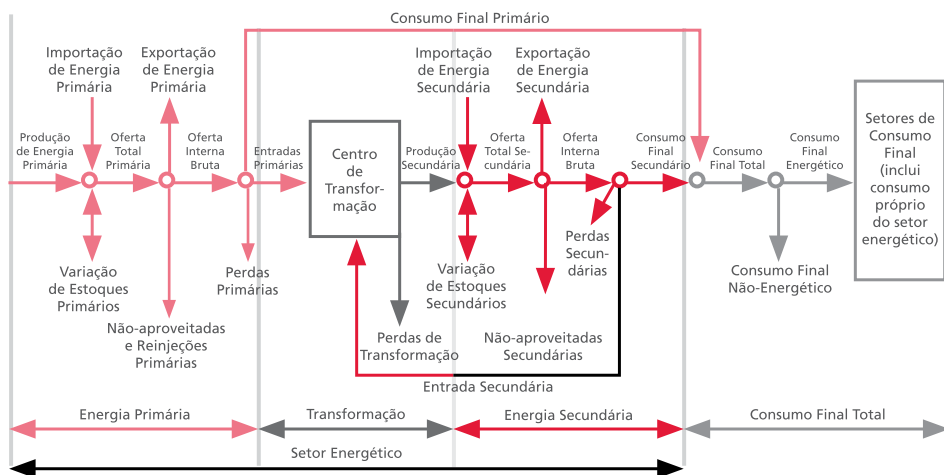 Consumo Final Primário
Importação
de Energia
Primária
Exportação
de Energia
Primária
Importação
de Energia
Secundária
Exportação
de Energia
Secundária
Produção
de Energia
Primária
Oferta
Total
Primária
Oferta
Interna
Bruta
Entradas
Primárias
Centro
de
Transfor-
mação
Produção
Secundária
Oferta
Total Se-
cundária
Oferta
Interna
Bruta
Consumo
Final
Secundário
Consumo
Final Total
Consumo
Final
Energético
Setores de
Consumo
Final
(inclui
consumo
próprio
do setor
energético)
Variação
de Estoques
Primários
Perdas
Primárias
Variação
de Estoques
Secundários
Perdas
Secun-
dárias
Consumo Final
Não-Energético
Não-aproveitadas
e Reinjeções
Primárias
Perdas de
Transformação
Não-aproveitadas
Secundárias
Entrada Secundária
Energia Primária
Transformação
Energia Secundária
Consumo Final Total
Setor Energético